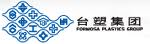 台塑集团
FORMOSA PLASTICS GROUP